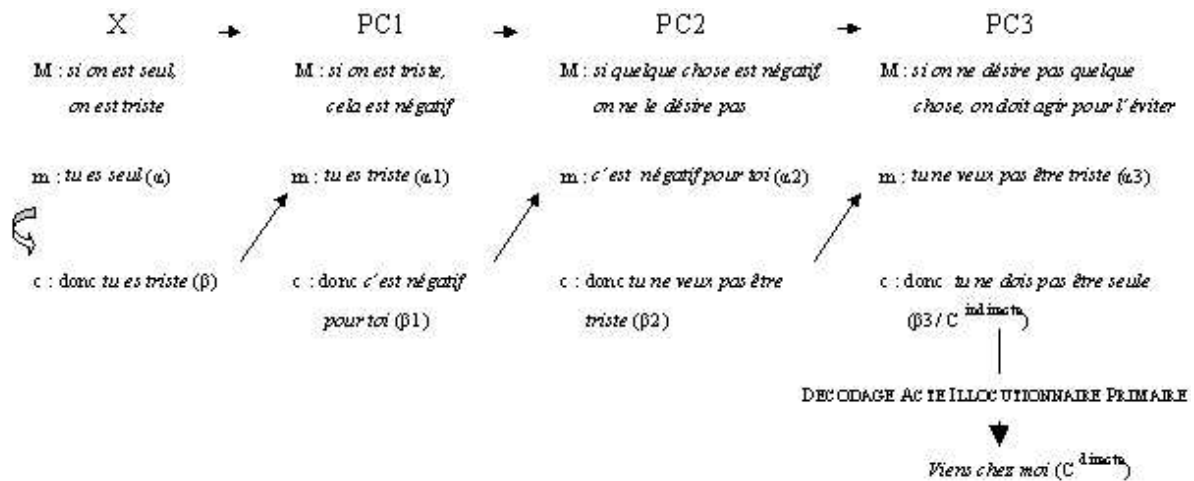 X → PC1 → PC2 → PC3
M : si on est seul,
on est triste
M : si on est triste,
cela est négatif
M : si quelque chose est négatif
on ne le désire pas
M : si on ne désire pas quelque
chose, on doit agir pour l´éviter
m : tu es seul (α)
m : tu es triste (α1)
m : c´est négatif pour toi (α2)
m : tu ne veux pas être triste (α3)
c : donc tu es triste (β)
c : donc c´est négatif
pour toi (β1)
c : donc tu ne veux pas être
triste (β2)
c : donc tu ne dois pas être seule
(β3/ C indirecte)
DECODAGE ACTE ILLOCUTIONNAIRE PRIMAIRE
Viens chez moi (C directe)